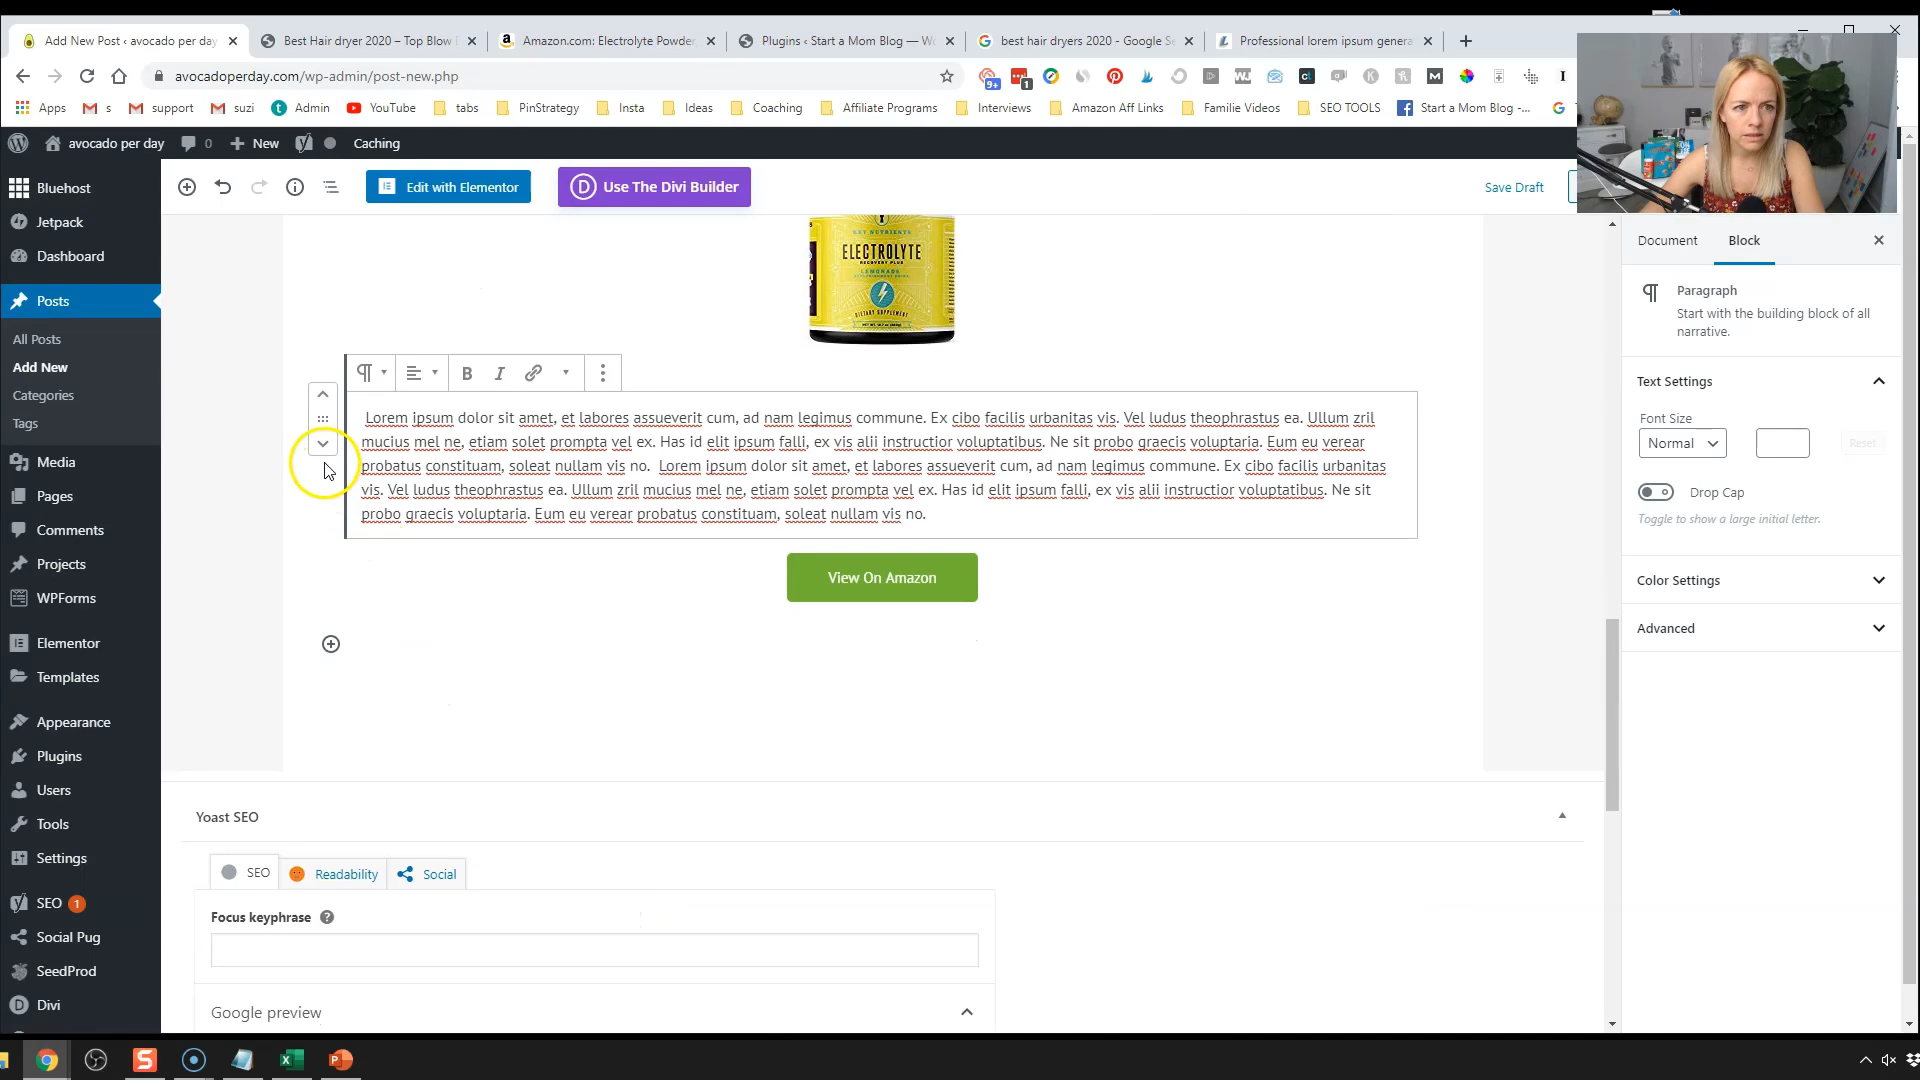 Add New Post ‹ avocado per day
Best Hair dryer 2020 – Top Blow
Amazon.com: Electrolyte Powder
Plugins ‹ Start a Mom Blog — W
best hair dryers 2020 - Google Se
Professional lorem ipsum genera
avocadoperday.com/wp-admin/post-new.php
Apps
s
support
suzi
Admin
YouTube
tabs
PinStrategy
Insta
Ideas
Coaching
Affiliate Programs
Interviews
Amazon Aff Links
Familie Videos
SEO TOOLS
Start a Mom Blog -...
avocado per day
0
New
Caching
Bluehost
Jetpack
Dashboard
Posts
All Posts
Add New
Categories
Tags
Media
Pages
Comments
Projects
WPForms
Elementor
Templates
Appearance
Plugins
Users
Tools
Settings
SEO 1
Social Pug
SeedProd
Divi
Edit with Elementor
Use The Divi Builder
Save Draft
KEY NUTRIENTS
ELECTROLYTE
RECOVERY PLUS
LEMONADE
DIETARY SUPPLEMENT
Lorem ipsum dolor sit amet, et labores assueverit cum, ad nam legimus commune. Ex cibo facilis urbanitas vis. Vel ludus theophrastus ea. Ullum zril
mucius mel ne, etiam solet prompta vel ex. Has id elit ipsum falli, ex vis alii instructior voluptatibus. Ne sit probo graecis voluptaria. Eum eu verear
probatus constituam, soleat nullam vis no.  Lorem ipsum dolor sit amet, et labores assueverit cum, ad nam legimus commune. Ex cibo facilis urbanitas
vis. Vel ludus theophrastus ea. Ullum zril mucius mel ne, etiam solet prompta vel ex. Has id elit ipsum falli, ex vis alii instructior voluptatibus. Ne sit
probo graecis voluptaria. Eum eu verear probatus constituam, soleat nullam vis no.
View On Amazon
Yoast SEO
SEO
Readability
Social
Focus keyphrase
Google preview
Document
Block
Paragraph
Start with the building block of all
narrative.
Text Settings
Font Size
Normal
Reset
Drop Cap
Toggle to show a large initial letter.
Color Settings
Advanced